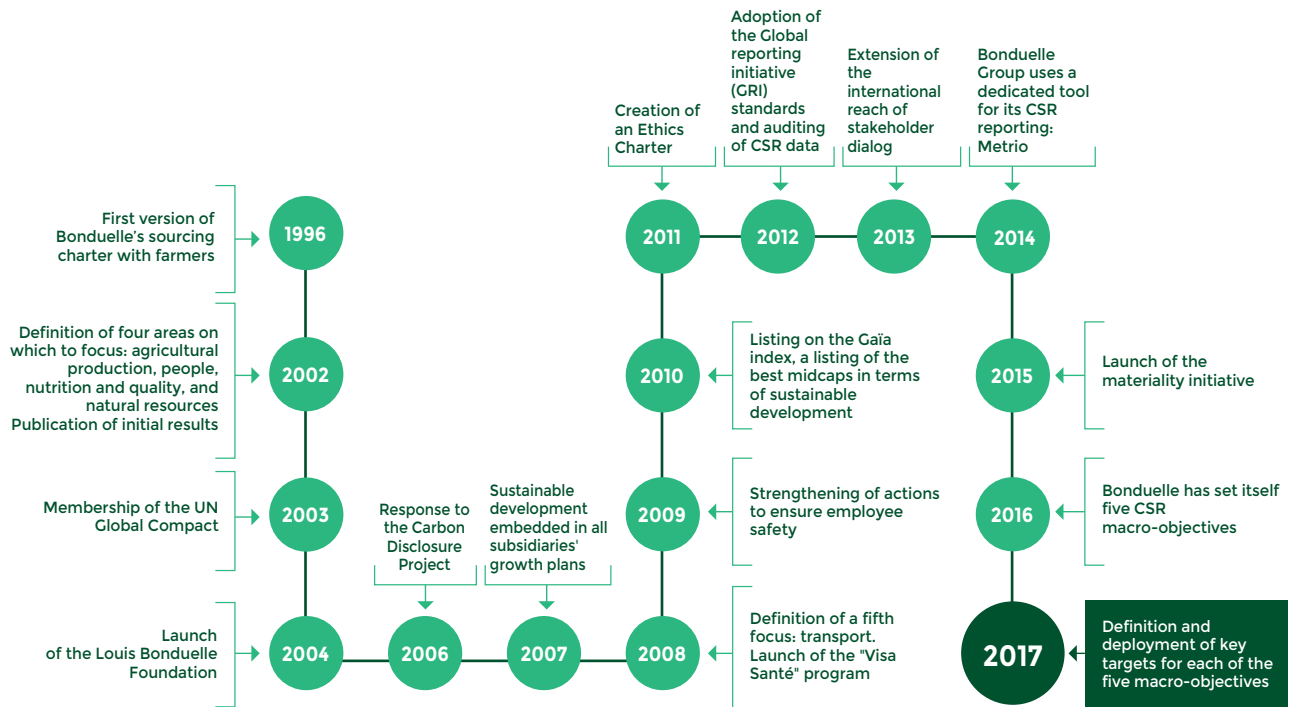 First version of
Bonduelle's sourcing
charter with farmers
1996
Definition of four areas on
which to focus: agricultural
production, people,
nutrition and quality, and
natural resources
Publication of initial results
2002
Membership of the UN
Global Compact
2003
Launch
of the Louis Bonduelle
Foundation
2004
Response to
the Carbon
Disclosure
Project
2006
Sustainable
development
embedded in all
subsidiaries'
growth plans
2007
2008
Definition of a fifth
focus: transport.
Launch of the "Visa
Santé" program
2009
Strengthening of actions
to ensure employee
safety
2010
Listing on the Gaïa
index, a listing of the
best midcaps in terms
of sustainable
development
Creation of
an Ethics
Charter
2011
Adoption of
the Global
reporting
initiative
(GRI)
standards
and auditing
of CSR data
2012
Extension of
the
international
reach of
stakeholder
dialog
2013
Bonduelle
Group uses a
dedicated tool
for its CSR
reporting:
Metrio
2014
2015
Launch of the
materiality initiative
2016
Bonduelle has set itself
five CSR
macro-objectives
2017
Definition and
deployment of key
targets for each of the
five macro-objectives